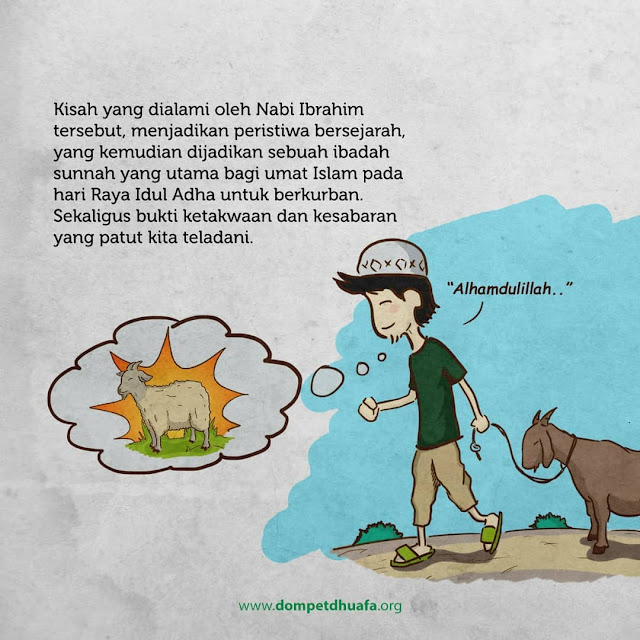 Kisah yang dialami oleh Nabi Ibrahim
tersebut, menjadikan peristiwa bersejarah,
yang kemudian dijadikan sebuah ibadah
sunnah yang utama bagi umat Islam pada
hari Raya Idul Adha untuk berkurban.
Sekaligus bukti ketakwaan dan kesabaran
yang patut kita teladani.
"Alhamdulillah.."
www.dompetdhuafa.org